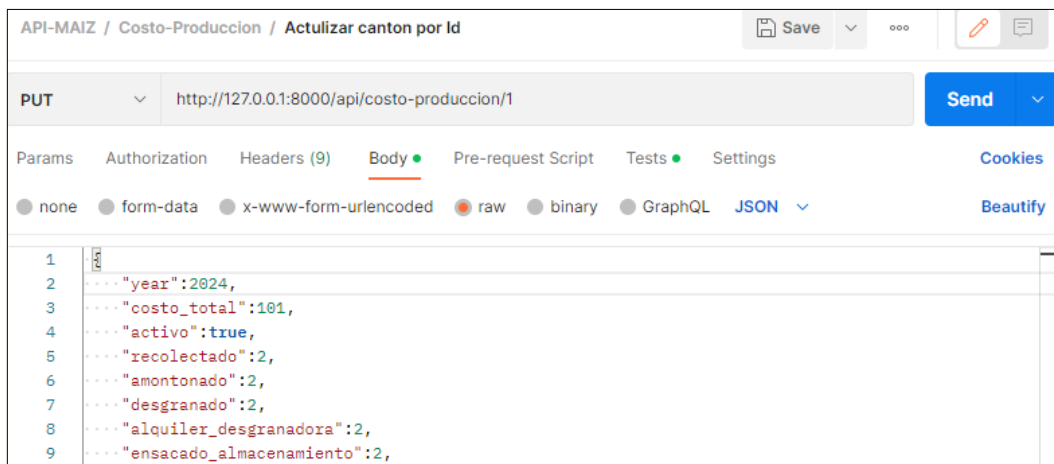 API-MAIZ / Costo-Produccion / Actulizar canton por Id Save ooo
PUT http://127.0.0.1:8000/api/costo-produccion/1 Send
Params Authorization Headers (9) Body Pre-request Script Tests Settings Cookies
none form-data x-www-form-urlencoded raw binary GraphQL JSON Beautify
1 {
2 "year":2024,
3 "costo_total":101,
4 "activo":true,
5 "recolectado":2,
6 "amontonado":2,
7 "desgranado":2,
8 "alquiler_desgranadora":2,
9 "ensacado_almacenamiento":2,